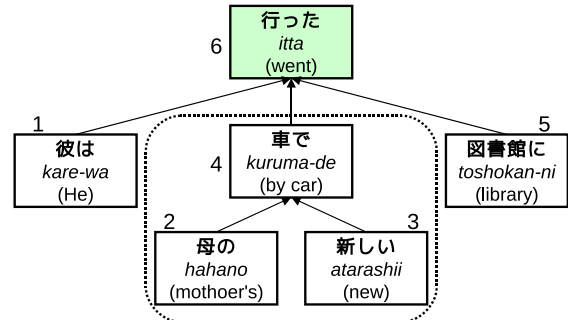 6
行った
itta
(went)
1
彼は
kare-wa
(He)
4
車で
kuruma-de
(by car)
5
図書館に
toshokan-ni
(library)
2
母の
hahano
(mothoer's)
3
新しい
atarashii
(new)